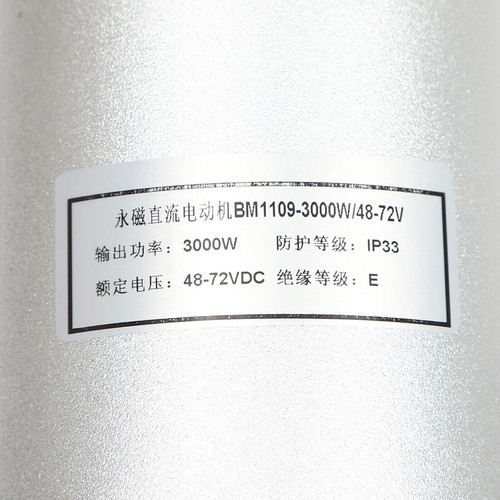 永磁直流电动机BM1109-3000W/48-72V
输出功率：3000W 防护等级：IP33
额定电压：48-72VDC 绝缘等级：E